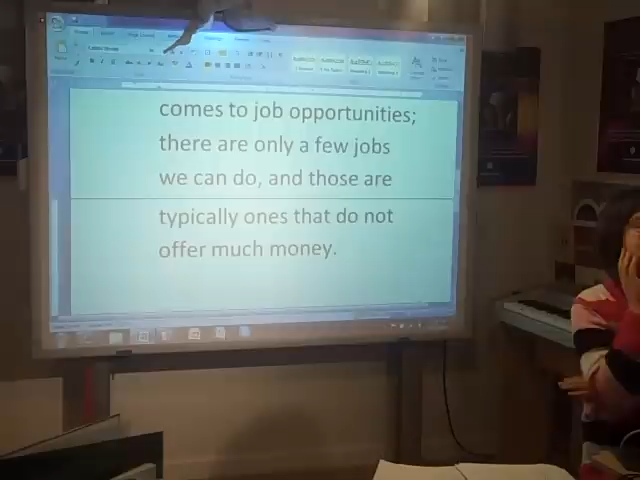 comes to job opportunities;
there are only a few jobs
we can do, and those are
typically ones that do not
offer much money.